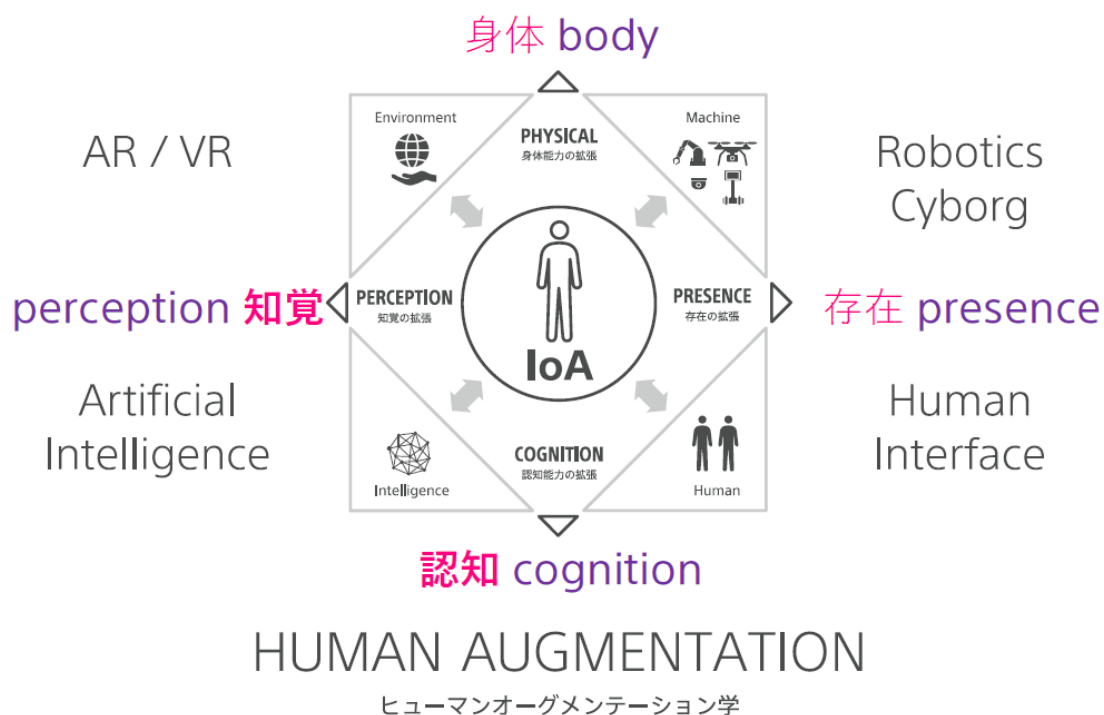 身体 body
AR / VR
Environment
PHYSICAL
身体能力の拡張
Machine
Robotics
Cyborg
perception 知覚
PERCEPTION
知覚の拡張
IoA
PRESENCE
存在の拡張
存在 presence
Artificial
Intelligence
Intelligence
COGNITION
認知能力の拡張
Human
Human
Interface
認知 cognition
HUMAN AUGMENTATION
ヒューマンオーグメンテーション学